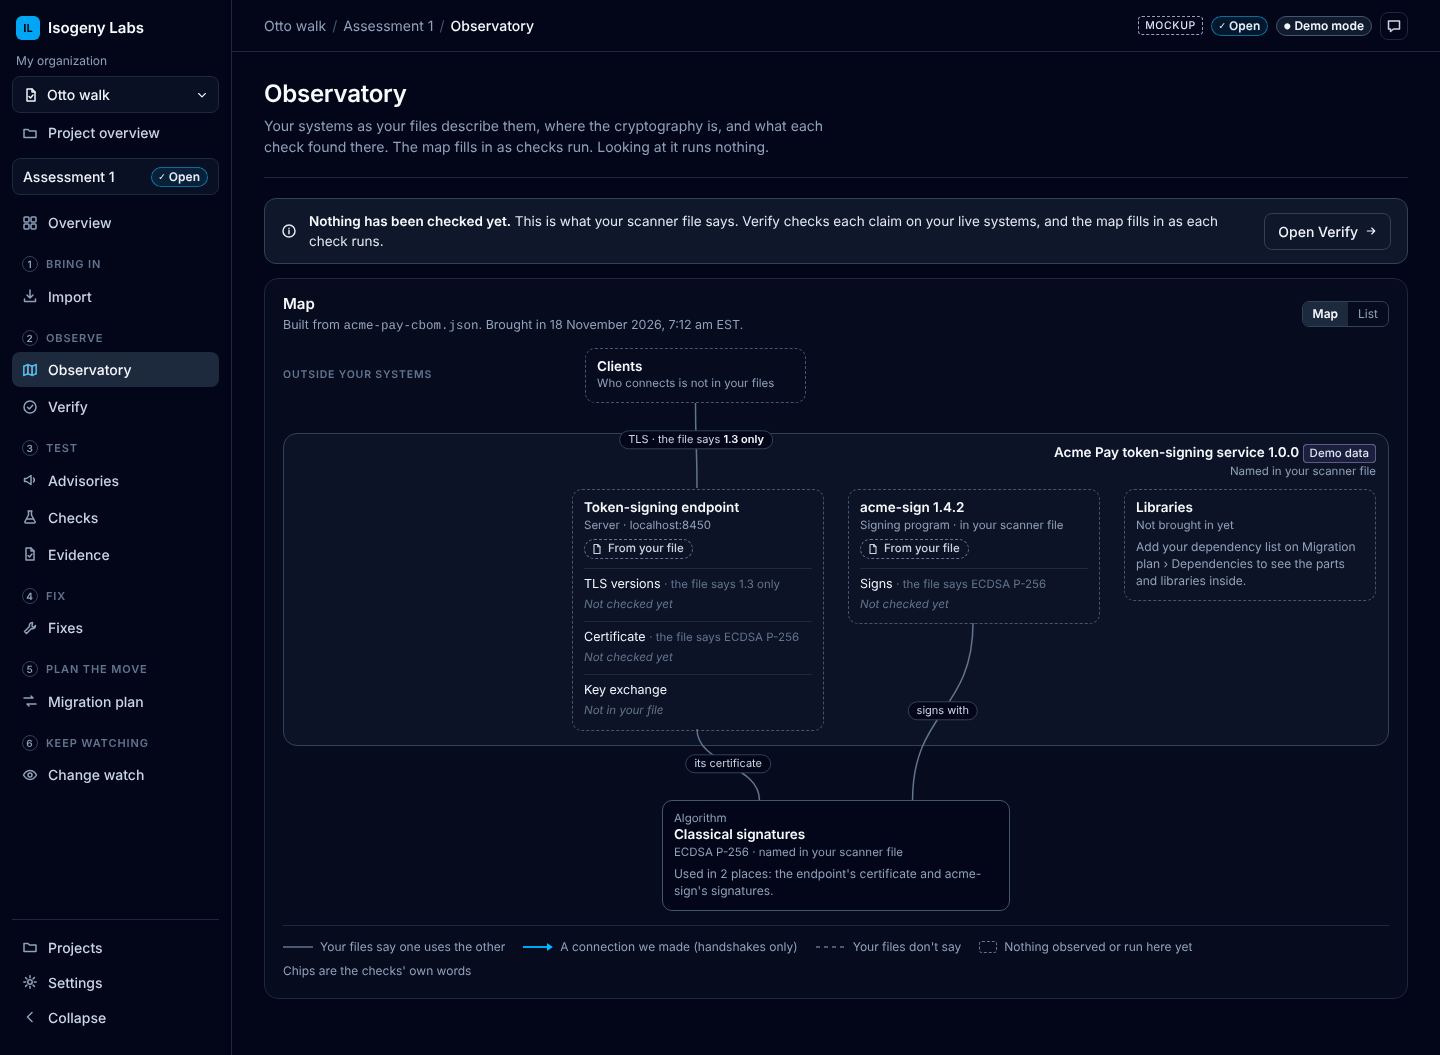 IL Isogeny Labs
My organization
Otto walk
Project overview
Assessment 1 ✓ Open
Overview
1 BRING IN
Import
2 OBSERVE
Observatory
Verify
3 TEST
Advisories
Checks
Evidence
4 FIX
Fixes
5 PLAN THE MOVE
Migration plan
6 KEEP WATCHING
Change watch
Projects
Settings
Collapse
Otto walk / Assessment 1 / Observatory
MOCKUP ✓ Open ● Demo mode
Observatory
Your systems as your files describe them, where the cryptography is, and what each
check found there. The map fills in as checks run. Looking at it runs nothing.
Nothing has been checked yet. This is what your scanner file says. Verify checks each claim on your live systems, and the map fills in as each
check runs.
Open Verify →
Map
Built from acme-pay-cbom.json. Brought in 18 November 2026, 7:12 am EST.
Map List
OUTSIDE YOUR SYSTEMS
Clients
Who connects is not in your files
TLS · the file says 1.3 only
Acme Pay token-signing service 1.0.0 Demo data
Named in your scanner file
Token-signing endpoint
Server · localhost:8450
From your file
TLS versions · the file says 1.3 only
Not checked yet
Certificate · the file says ECDSA P-256
Not checked yet
Key exchange
Not in your file
acme-sign 1.4.2
Signing program · in your scanner file
From your file
Signs · the file says ECDSA P-256
Not checked yet
Libraries
Not brought in yet
Add your dependency list on Migration
plan › Dependencies to see the parts
and libraries inside.
signs with
its certificate
Algorithm
Classical signatures
ECDSA P-256 · named in your scanner file
Used in 2 places: the endpoint's certificate and acme-
sign's signatures.
Your files say one uses the other
A connection we made (handshakes only)
Your files don't say
Nothing observed or run here yet
Chips are the checks' own words